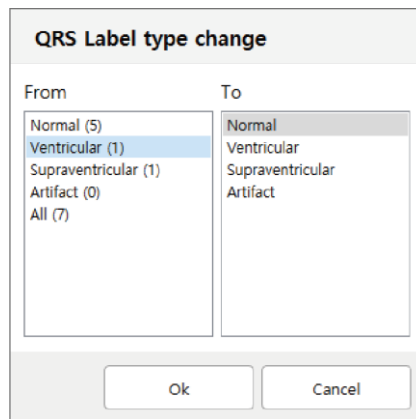 QRS Label type change
From
To
Normal (5)
Ventricular (1)
Supraventricular (1)
Artifact (0)
All (7)
Normal
Ventricular
Supraventricular
Artifact
Ok
Cancel